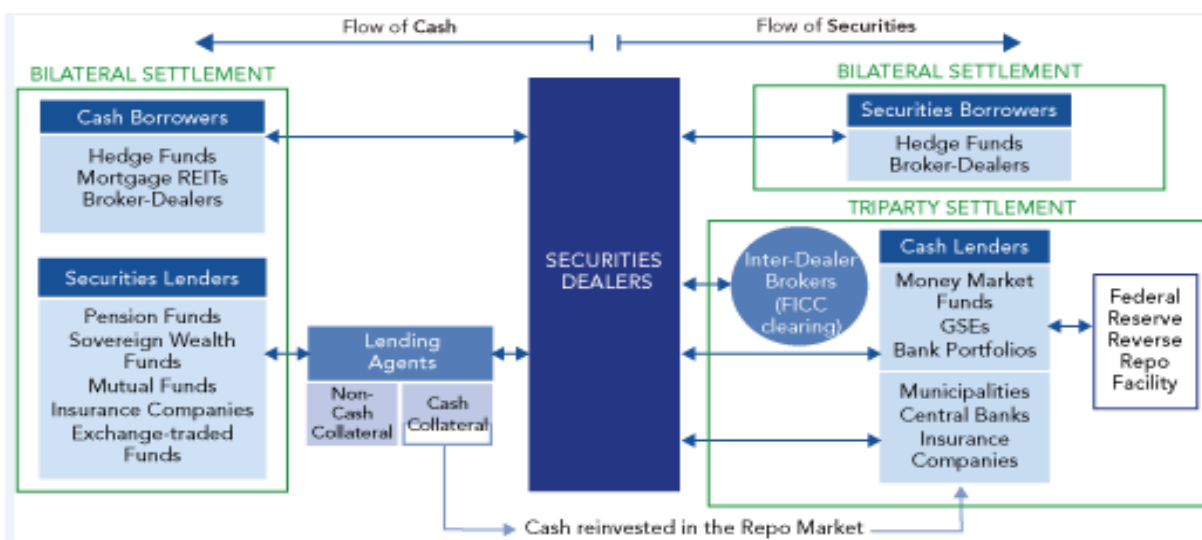 Flow of Cash
Flow of Securities
BILATERAL SETTLEMENT
Cash Borrowers
Hedge Funds
Mortgage REITs
Broker-Dealers
Securities Lenders
Pension Funds
Sovereign Wealth
Funds
Mutual Funds
Insurance Companies
Exchange-traded
Funds
Lending
Agents
Non-
Cash
Collateral
Cash
Collateral
SECURITIES
DEALERS
BILATERAL SETTLEMENT
Securities Borrowers
Hedge Funds
Broker-Dealers
TRIPARTY SETTLEMENT
Inter-Dealer
Brokers
(FICC
clearing)
Cash Lenders
Money Market
Funds
GSEs
Bank Portfolios
Municipalities
Central Banks
Insurance
Companies
Federal
Reserve
Reverse
Repo
Facility
Cash reinvested in the Repo Market